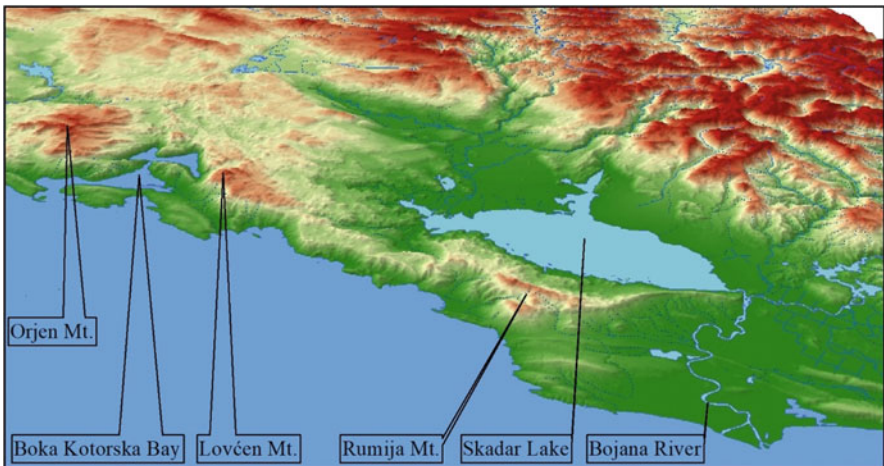 Orjen Mt.
Boka Kotorska Bay
Lovćen Mt.
Rumija Mt.
Skadar Lake
Bojana River